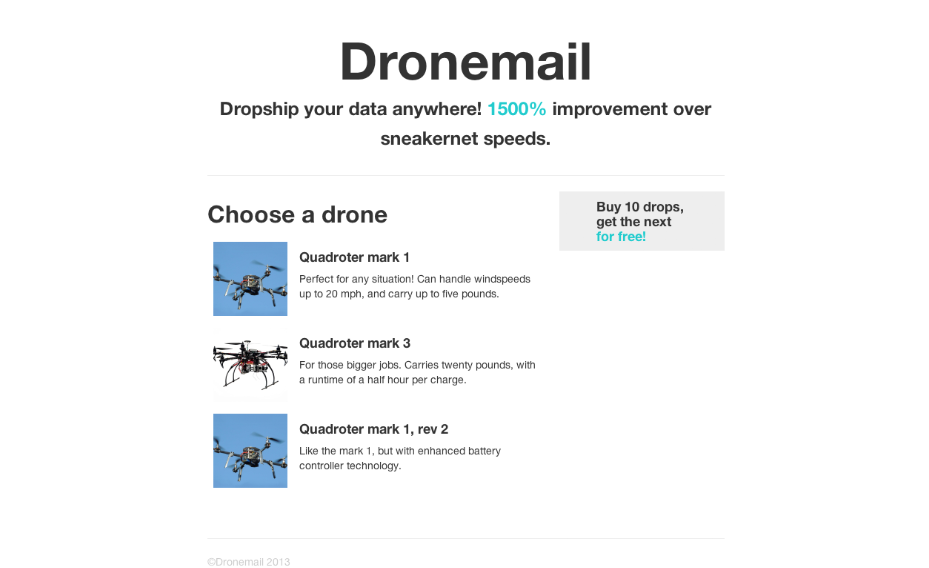 Dronemail
Dropship your data anywhere! 1500% improvement over
sneakernet speeds.
Choose a drone
Buy 10 drops,
get the next
for free!
Quadroter mark 1
Perfect for any situation! Can handle windspeeds
up to 20 mph, and carry up to five pounds.
Quadroter mark 3
For those bigger jobs. Carries twenty pounds, with
a runtime of a half hour per charge.
Quadroter mark 1, rev 2
Like the mark 1, but with enhanced battery
controller technology.
©Dronemail 2013